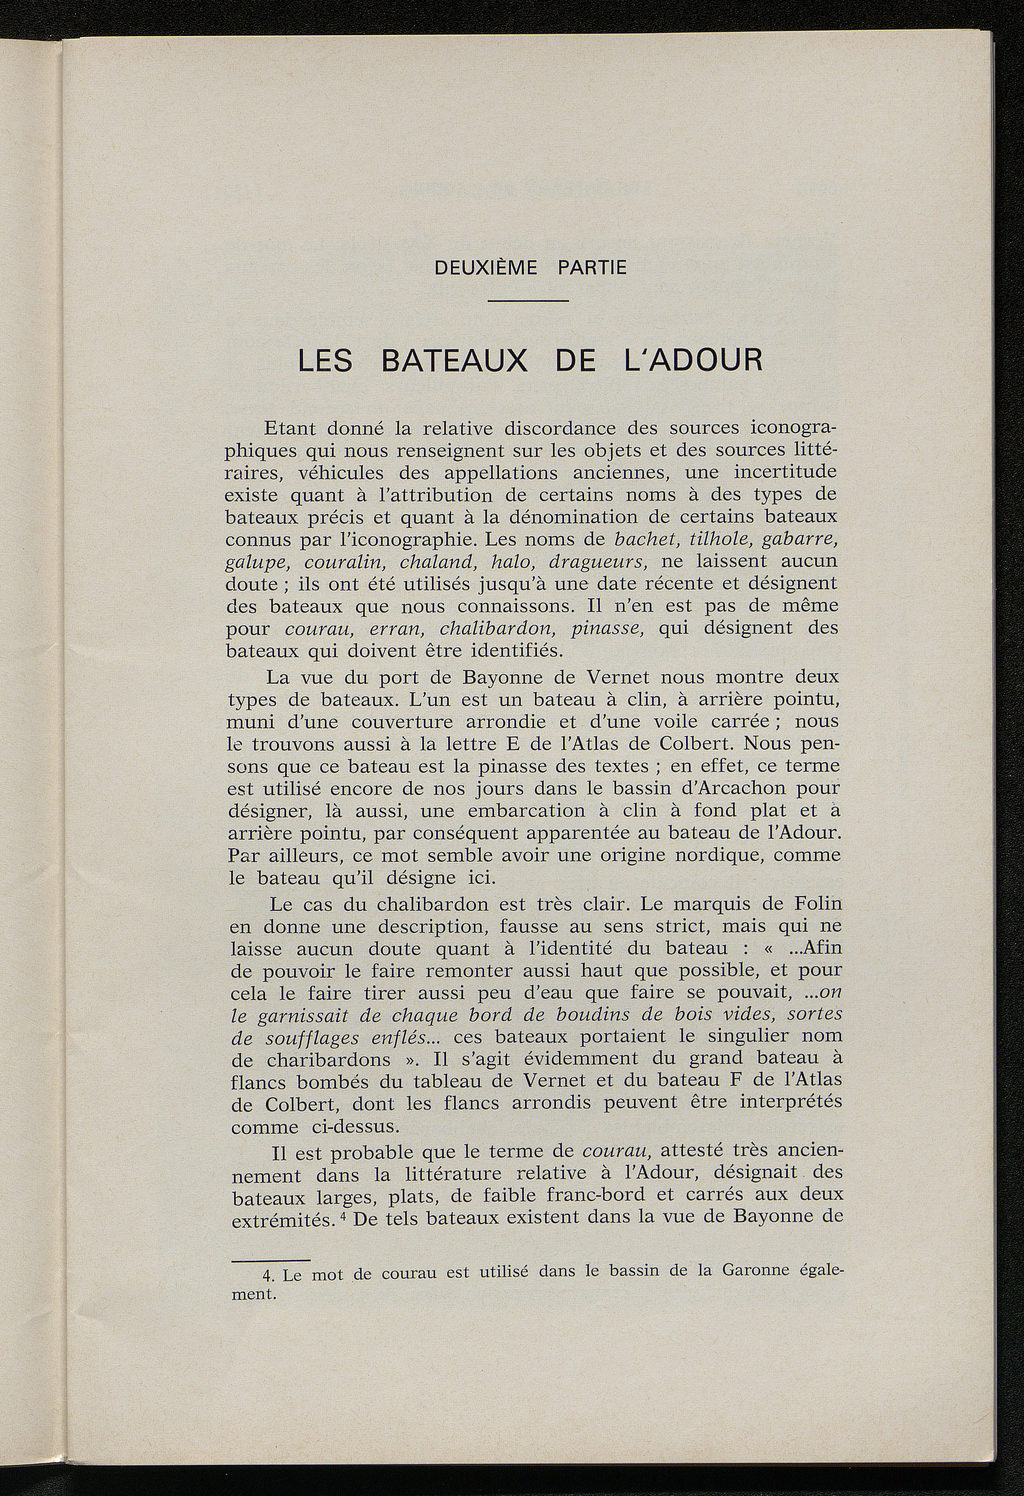 DEUXIÈME PARTIE
LES BATEAUX DE L'ADOUR
Etant donné la relative discordance des sources iconogra-
phiques qui nous renseignent sur les objets et des sources litté-
raires, véhicules des appellations anciennes, une incertitude
existe quant à l'attribution de certains noms à des types de
bateaux précis et quant à la dénomination de certains bateaux
connus par l'iconographie. Les noms de bachet, tilhole, gabarre,
galupe, couralin, chaland, halo, dragueurs, ne laissent aucun
doute ; ils ont été utilisés jusqu'à une date récente et désignent
des bateaux que nous connaissons. Il n'en est pas de même
pour courau, erran, chalibardon, pinasse, qui désignent des
bateaux qui doivent être identifiés.
La vue du port de Bayonne de Vernet nous montre deux
types de bateaux. L'un est un bateau à clin, à arrière pointu,
muni d'une couverture arrondie et d'une voile carrée ; nous
le trouvons aussi à la lettre E de l'Atlas de Colbert. Nous pen-
sons que ce bateau est la pinasse des textes ; en effet, ce terme
est utilisé encore de nos jours dans le bassin d'Arcachon pour
désigner, là aussi, une embarcation à clin à fond plat et à
arrière pointu, par conséquent apparentée au bateau de l'Adour.
Par ailleurs, ce mot semble avoir une origine nordique, comme
le bateau qu'il désigne ici.
Le cas du chalibardon est très clair. Le marquis de Folin
en donne une description, fausse au sens strict, mais qui ne
laisse aucun doute quant à l'identité du bateau : « ...Afin
de pouvoir le faire remonter aussi haut que possible, et pour
cela le faire tirer aussi peu d'eau que faire se pouvait, ...on
le garnissait de chaque bord de boudins de bois vides, sortes
de soufflages enflés... ces bateaux portaient le singulier nom
de charibardons ». Il s'agit évidemment du grand bateau à
flancs bombés du tableau de Vernet et du bateau F de l'Atlas
de Colbert, dont les flancs arrondis peuvent être interprétés
comme ci-dessus.
Il est probable que le terme de courau, attesté très ancien-
nement dans la littérature relative à l'Adour, désignait des
bateaux larges, plats, de faible franc-bord et carrés aux deux
extrémités. 4 De tels bateaux existent dans la vue de Bayonne de
4. Le mot de courau est utilisé dans le bassin de la Garonne égale-
ment.